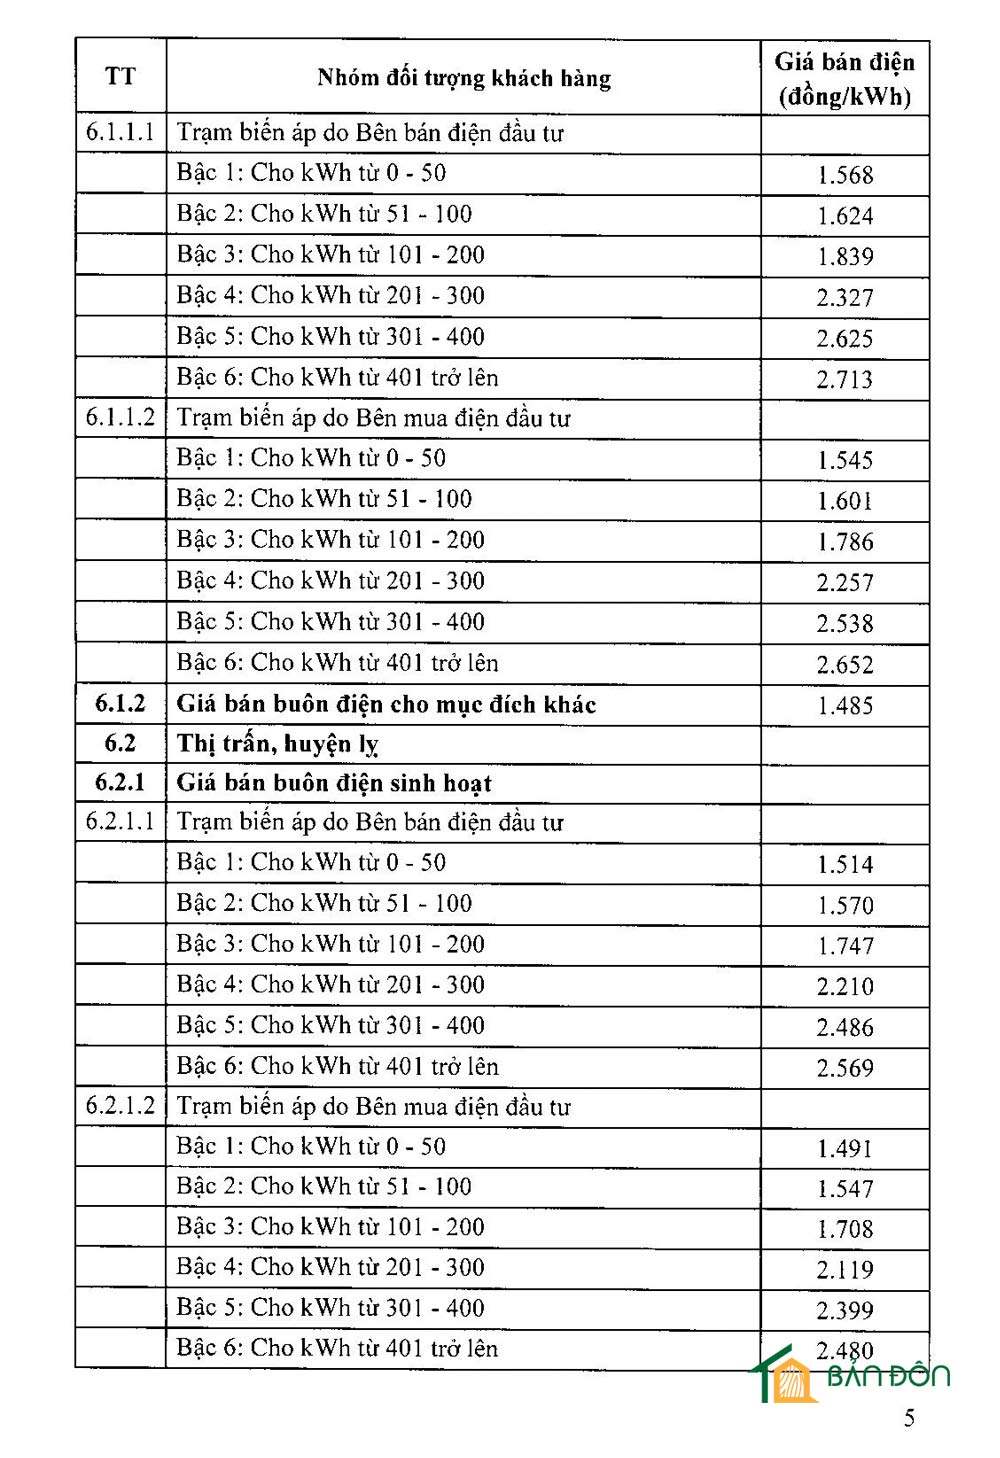 TT Nhóm đối tượng khách hàng Giá bán điện
(đồng/kWh)
6.1.1.1 Trạm biến áp do Bên bán điện đầu tư
Bậc 1: Cho kWh từ 0 - 50 1.568
Bậc 2: Cho kWh từ 51 - 100 1.624
Bậc 3: Cho kWh từ 101 - 200 1.839
Bậc 4: Cho kWh từ 201 - 300 2.327
Bậc 5: Cho kWh từ 301 - 400 2.625
Bậc 6: Cho kWh từ 401 trở lên 2.713
6.1.1.2 Trạm biến áp do Bên mua điện đầu tư
Bậc 1: Cho kWh từ 0 - 50 1.545
Bậc 2: Cho kWh từ 51 - 100 1.601
Bậc 3: Cho kWh từ 101 - 200 1.786
Bậc 4: Cho kWh từ 201 - 300 2.257
Bậc 5: Cho kWh từ 301 - 400 2.538
Bậc 6: Cho kWh từ 401 trở lên 2.652
6.1.2 Giá bán buôn điện cho mục đích khác 1.485
6.2 Thị trấn, huyện lỵ
6.2.1 Giá bán buôn điện sinh hoạt
6.2.1.1 Trạm biến áp do Bên bán điện đầu tư
Bậc 1: Cho kWh từ 0 - 50 1.514
Bậc 2: Cho kWh từ 51 - 100 1.570
Bậc 3: Cho kWh từ 101 - 200 1.747
Bậc 4: Cho kWh từ 201 - 300 2.210
Bậc 5: Cho kWh từ 301 - 400 2.486
Bậc 6: Cho kWh từ 401 trở lên 2.569
6.2.1.2 Trạm biến áp do Bên mua điện đầu tư
Bậc 1: Cho kWh từ 0 - 50 1.491
Bậc 2: Cho kWh từ 51 - 100 1.547
Bậc 3: Cho kWh từ 101 - 200 1.708
Bậc 4: Cho kWh từ 201 - 300 2.119
Bậc 5: Cho kWh từ 301 - 400 2.399
Bậc 6: Cho kWh từ 401 trở lên 2.480
BẢN ĐÔN
5